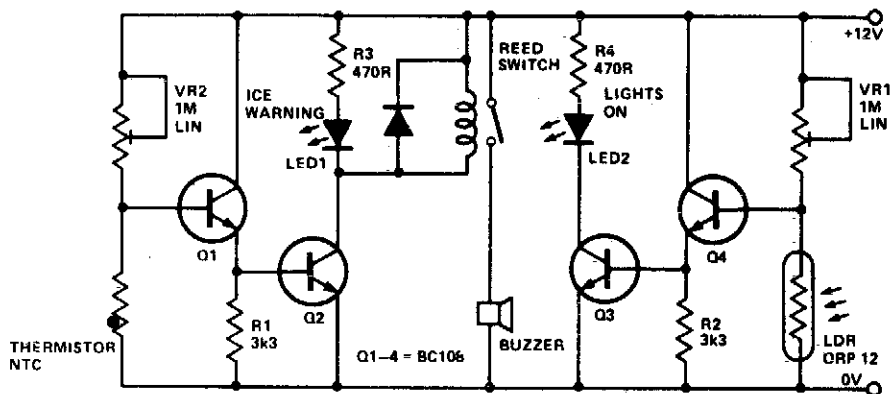 +12V
R3
470R
REED
SWITCH
R4
470R
VR2
1M
LIN
ICE
WARNING
LIGHTS
ON
VR1
1M
LIN
LED1
LED2
Q1
Q4
Q2
Q3
R1
3k3
R2
3k3
THERMISTOR
NTC
Q1-4 = BC108
BUZZER
LDR
ORP 12
0V